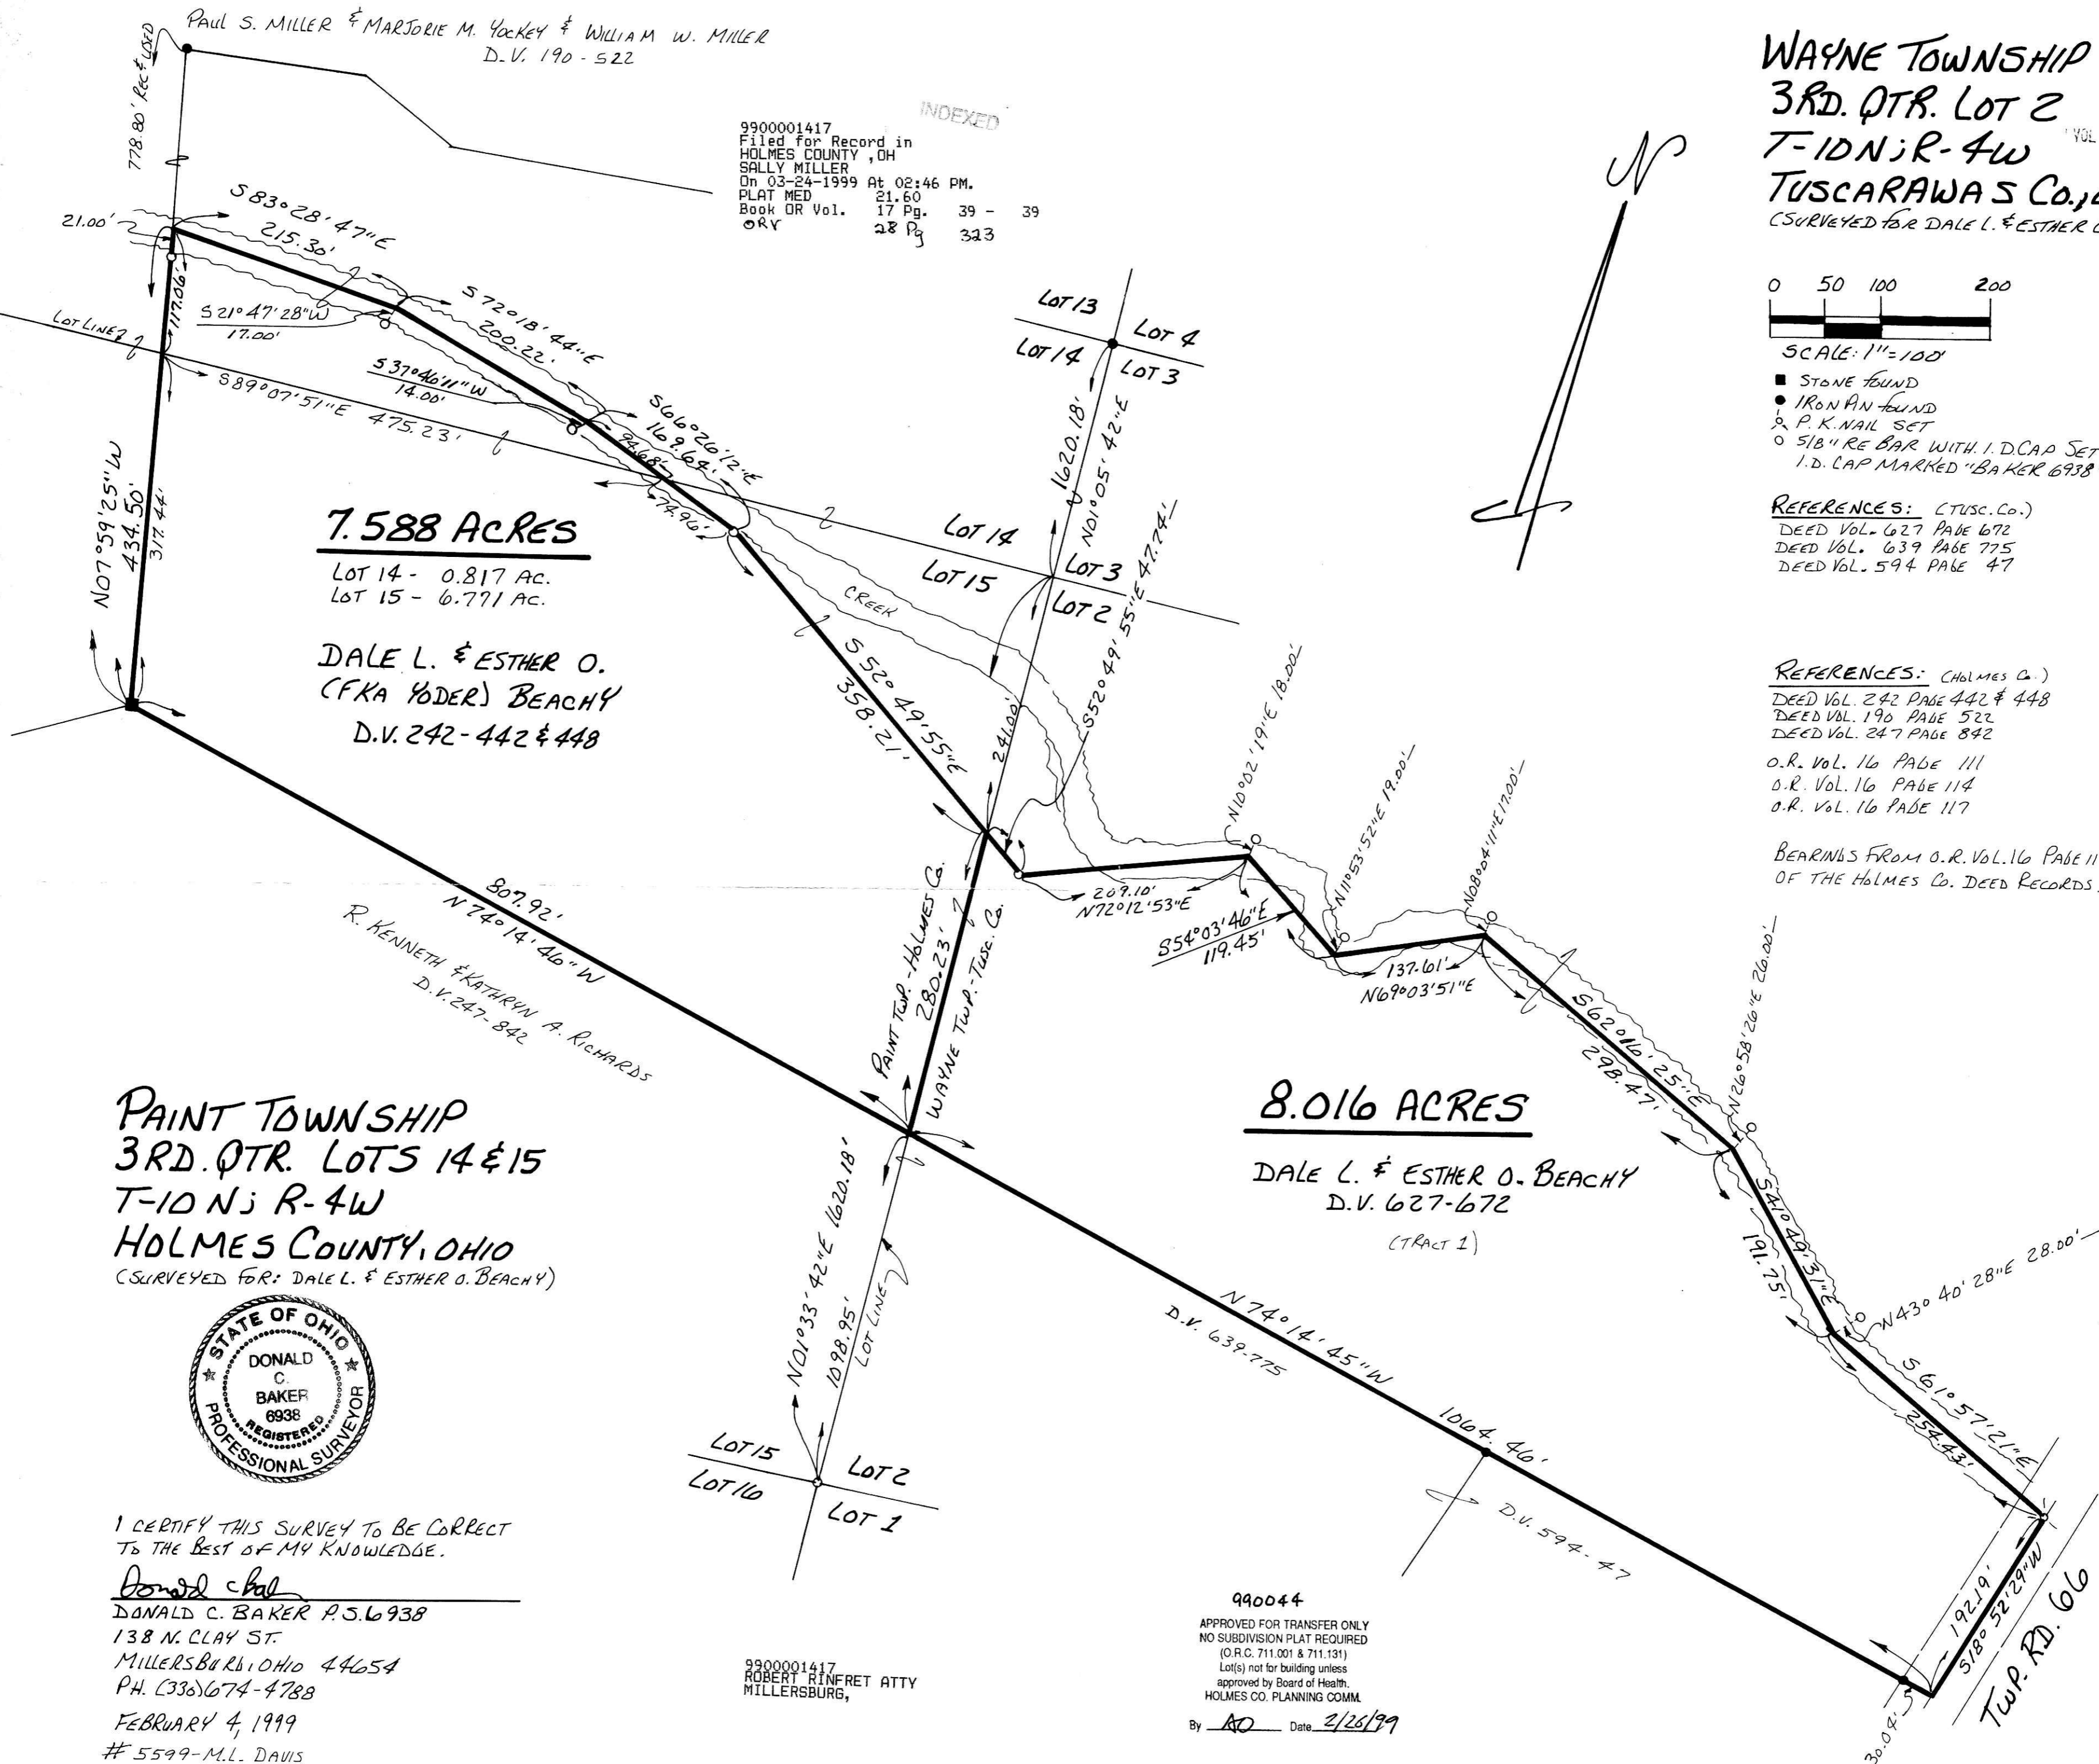 PAUL S. MILLER & MARJORIE M. YOCKEY & WILLIAM W. MILLER
D.V. 190-522
778.80' REC & USED
INDEXED
9900001417
Filed for Record in
HOLMES COUNTY ,OH
SALLY MILLER
On 03-24-1999 At 02:46 PM.
PLAT MED 21.60
Book OR Vol. 17 Pg. 39 - 39
ORV 28 Pg 323
WAYNE TOWNSHIP
3RD. QTR. LOT 2
T-10N; R-4W
VOL
TUSCARAWAS CO.,
(SURVEYED FOR DALE L. & ESTHER
0 50 100 200
SCALE: 1"=100'
STONE FOUND
IRON PIN FOUND
P.K. NAIL SET
5/8" RE BAR WITH I.D. CAP SET
I.D. CAP MARKED "BAKER 6938
REFERENCES: (TUSC. CO.)
DEED VOL. 627 PAGE 672
DEED VOL. 639 PAGE 775
DEED VOL. 594 PAGE 47
REFERENCES: (HOLMES CO.)
DEED VOL. 242 PAGE 442 & 448
DEED VOL. 190 PAGE 522
DEED VOL. 247 PAGE 842
O.R. VOL. 16 PAGE 111
O.R. VOL. 16 PAGE 114
O.R. VOL. 16 PAGE 117
BEARINGS FROM O.R. VOL. 16 PAGE 11
OF THE HOLMES CO. DEED RECORDS.
N
21.00'
117.06'
S83°28'47"E
215.30'
S21°47'28"W
17.00'
S72°18'44"E
200.22'
S37°46'11"W
14.00'
S66°26'12"E
169.64'
94.68'
74.96'
LOT LINE
S89°07'51"E 475.23'
N07°59'25"W
434.50'
317.44'
LOT 13
LOT 4
LOT 14
LOT 3
1620.18'
N01°05'42"E
LOT 14
LOT 3
LOT 15
LOT 2
7.588 ACRES
LOT 14 - 0.817 AC.
LOT 15 - 6.771 AC.
DALE L. & ESTHER O.
(FKA YODER) BEACHY
D.V. 242-442 & 448
CREEK
S52°49'55"E
358.21'
241.00'
S52°49'55"E 47.74'
N10°02'19"E 18.00'
N11°53'52"E 19.00'
N08°04'11"E 17.00'
209.10'
N72°12'53"E
S54°03'46"E
119.45'
137.61'
N69°03'51"E
S62°16'25"E
298.47'
N26°58'26"E 26.00'
S41°49'31"E
191.75'
N43°40'28"E 28.00'
S61°57'21"E
254.43'
192.19'
S18°52'29"W
TWP. RD. 66
30.04'
807.92'
N74°14'46"W
R. KENNETH & KATHRYN A. RICHARDS
D.V. 247-842
PAINT TWP.-HOLMES CO.
280.23'
WAYNE TWP.-TUSC. CO.
8.016 ACRES
DALE L. & ESTHER O. BEACHY
D.V. 627-672
(TRACT 1)
N74°14'45"W
1064.46'
D.V. 639-775
D.V. 594-47
N01°33'42"E 1620.18'
1098.95'
LOT LINE
LOT 15
LOT 2
LOT 16
LOT 1
PAINT TOWNSHIP
3RD. QTR. LOTS 14 & 15
T-10 N; R-4W
HOLMES COUNTY, OHIO
(SURVEYED FOR: DALE L. & ESTHER O. BEACHY)
STATE OF OHIO
DONALD
C.
BAKER
6938
REGISTERED
PROFESSIONAL SURVEYOR
I CERTIFY THIS SURVEY TO BE CORRECT
TO THE BEST OF MY KNOWLEDGE.
DONALD C. BAKER P.S. 6938
138 N. CLAY ST.
MILLERSBURG, OHIO 44654
PH. (330) 674-4788
FEBRUARY 4, 1999
# 5599-M.L. DAVIS
9900001417
ROBERT RINFRET ATTY
MILLERSBURG,
990044
APPROVED FOR TRANSFER ONLY
NO SUBDIVISION PLAT REQUIRED
(O.R.C. 711.001 & 711.131)
Lot(s) not for building unless
approved by Board of Health.
HOLMES CO. PLANNING COMM.
By AO Date 2/26/99